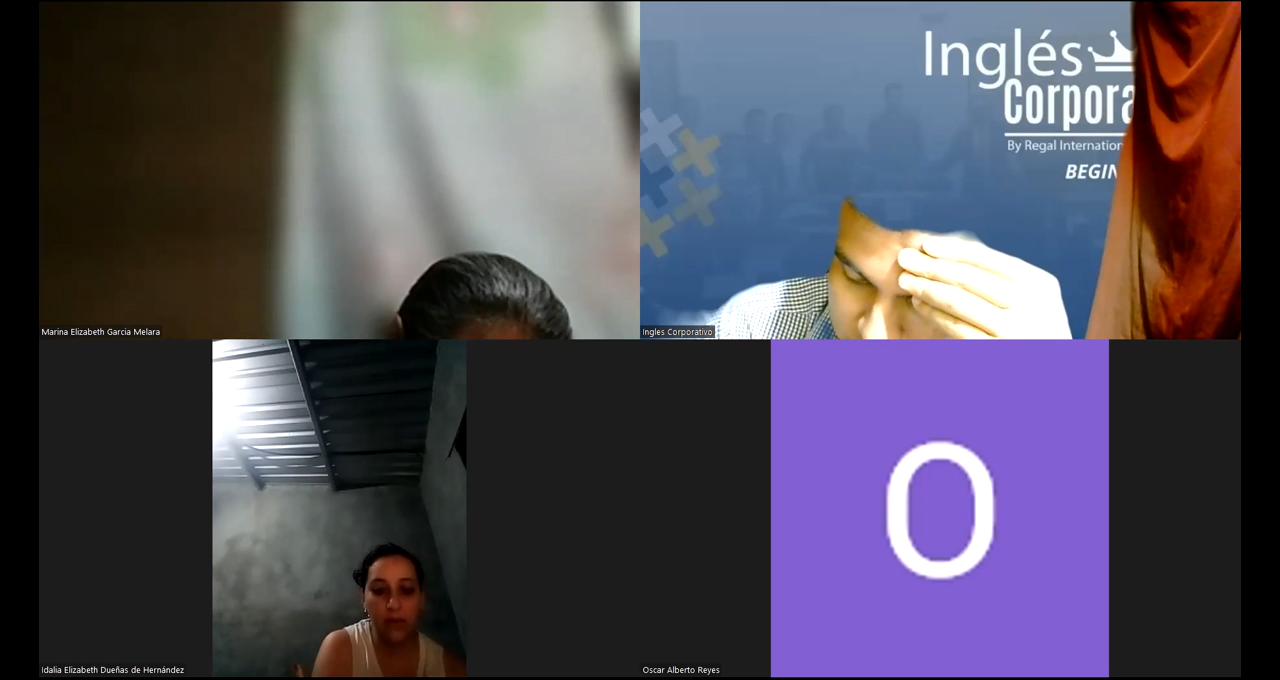 Inglés
Corpora
By Regal Internation
BEGIN
Marina Elizabeth Garcia Melara
Ingles Corporativo
O
Idalia Elizabeth Dueñas de Hernández
Oscar Alberto Reyes